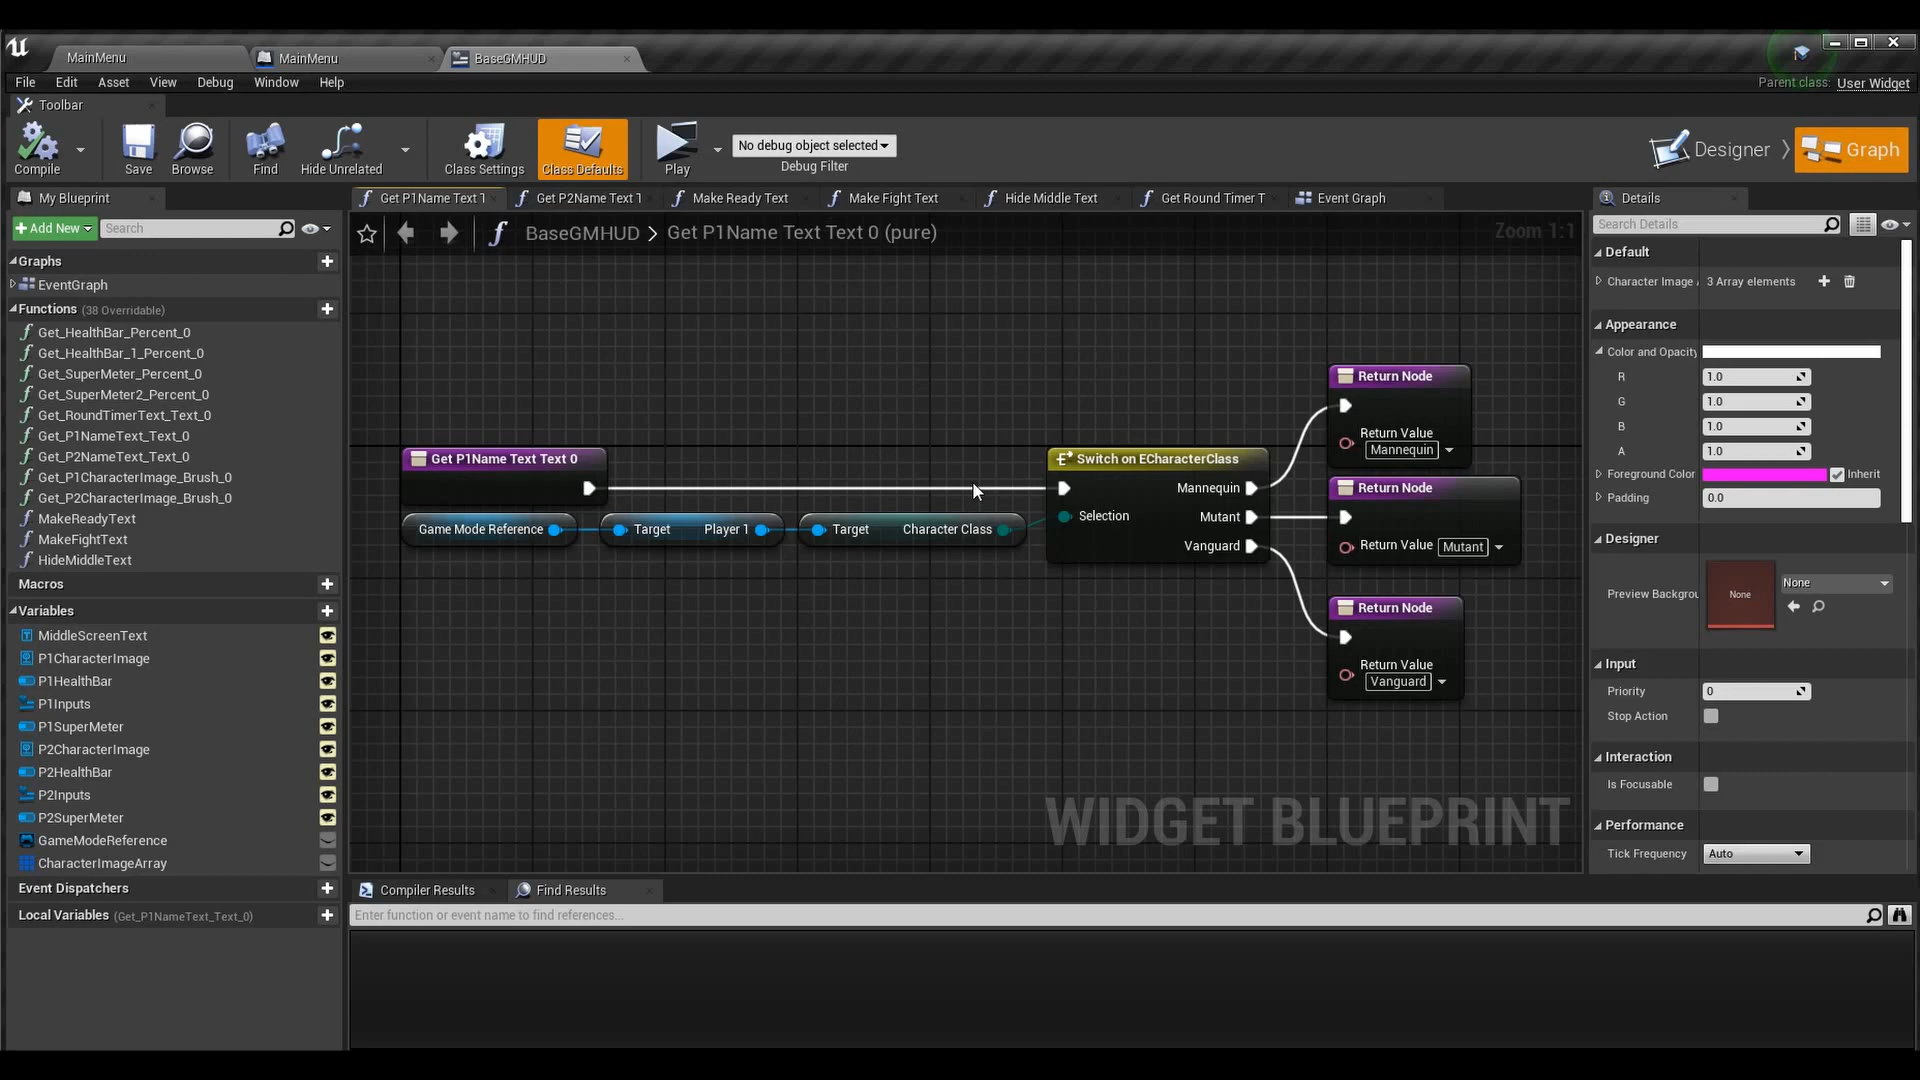 MainMenu
MainMenu
BaseGMHUD
File Edit Asset View Debug Window Help
Parent class: User Widget
Toolbar
Compile
Save
Browse
Find
Hide Unrelated
Class Settings
Class Defaults
Play
No debug object selected
Debug Filter
Designer
Graph
My Blueprint
Add New
Search
Graphs
EventGraph
Functions (38 Overridable)
Get_HealthBar_Percent_0
Get_HealthBar_1_Percent_0
Get_SuperMeter_Percent_0
Get_SuperMeter2_Percent_0
Get_RoundTimerText_Text_0
Get_P1NameText_Text_0
Get_P2NameText_Text_0
Get_P1CharacterImage_Brush_0
Get_P2CharacterImage_Brush_0
MakeReadyText
MakeFightText
HideMiddleText
Macros
Variables
MiddleScreenText
P1CharacterImage
P1HealthBar
P1Inputs
P1SuperMeter
P2CharacterImage
P2HealthBar
P2Inputs
P2SuperMeter
GameModeReference
CharacterImageArray
Event Dispatchers
Local Variables (Get_P1NameText_Text_0)
Get P1Name Text 1
Get P2Name Text 1
Make Ready Text
Make Fight Text
Hide Middle Text
Get Round Timer T
Event Graph
BaseGMHUD > Get P1Name Text Text 0 (pure)
Zoom 1:1
Get P1Name Text Text 0
Game Mode Reference
Target Player 1
Target Character Class
Switch on ECharacterClass
Mannequin
Selection
Mutant
Vanguard
Return Node
Return Value
Mannequin
Return Node
Return Value Mutant
Return Node
Return Value
Vanguard
WIDGET BLUEPRINT
Compiler Results
Find Results
Enter function or event name to find references...
Details
Search Details
Default
Character Image A 3 Array elements
Appearance
Color and Opacity
R 1.0
G 1.0
B 1.0
A 1.0
Foreground Color Inherit
Padding 0.0
Designer
Preview Backgrou None None
Input
Priority 0
Stop Action
Interaction
Is Focusable
Performance
Tick Frequency Auto